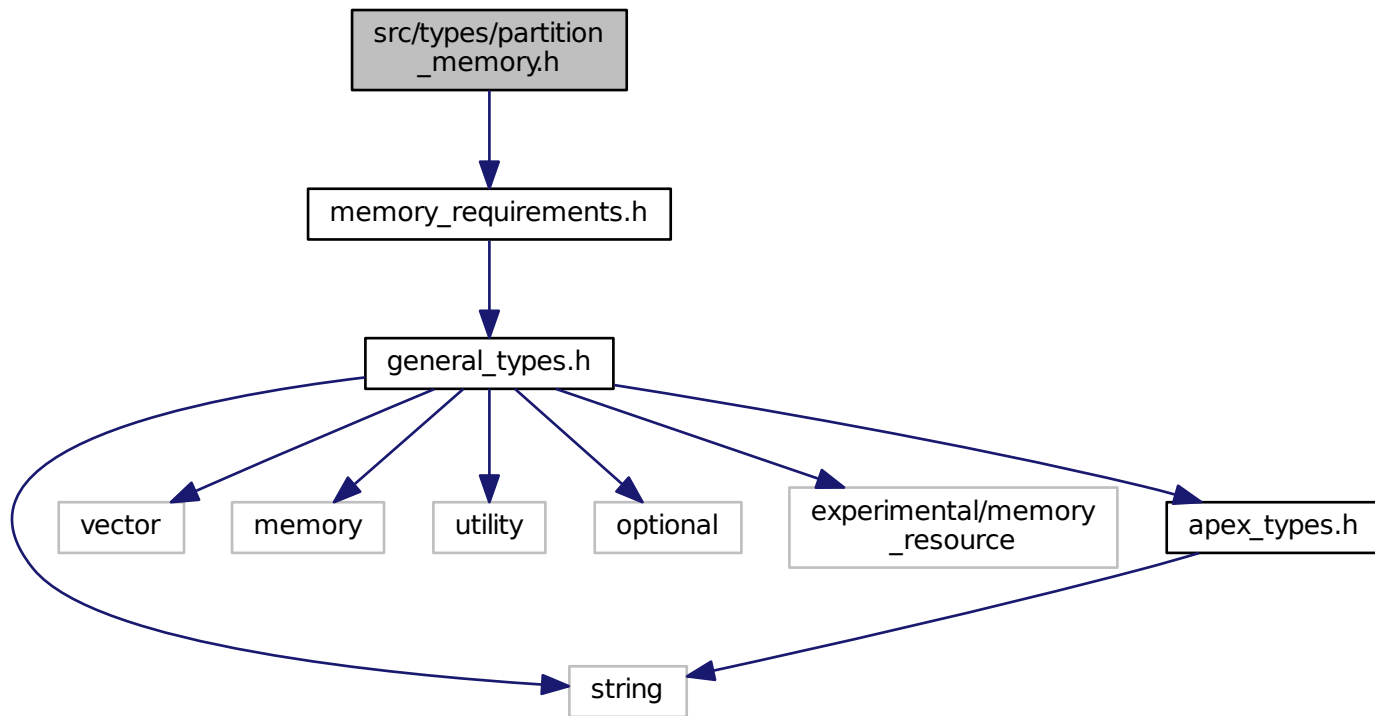 src/types/partition
_memory.h
memory_requirements.h
general_types.h
vector
memory
utility
optional
experimental/memory
_resource
apex_types.h
string